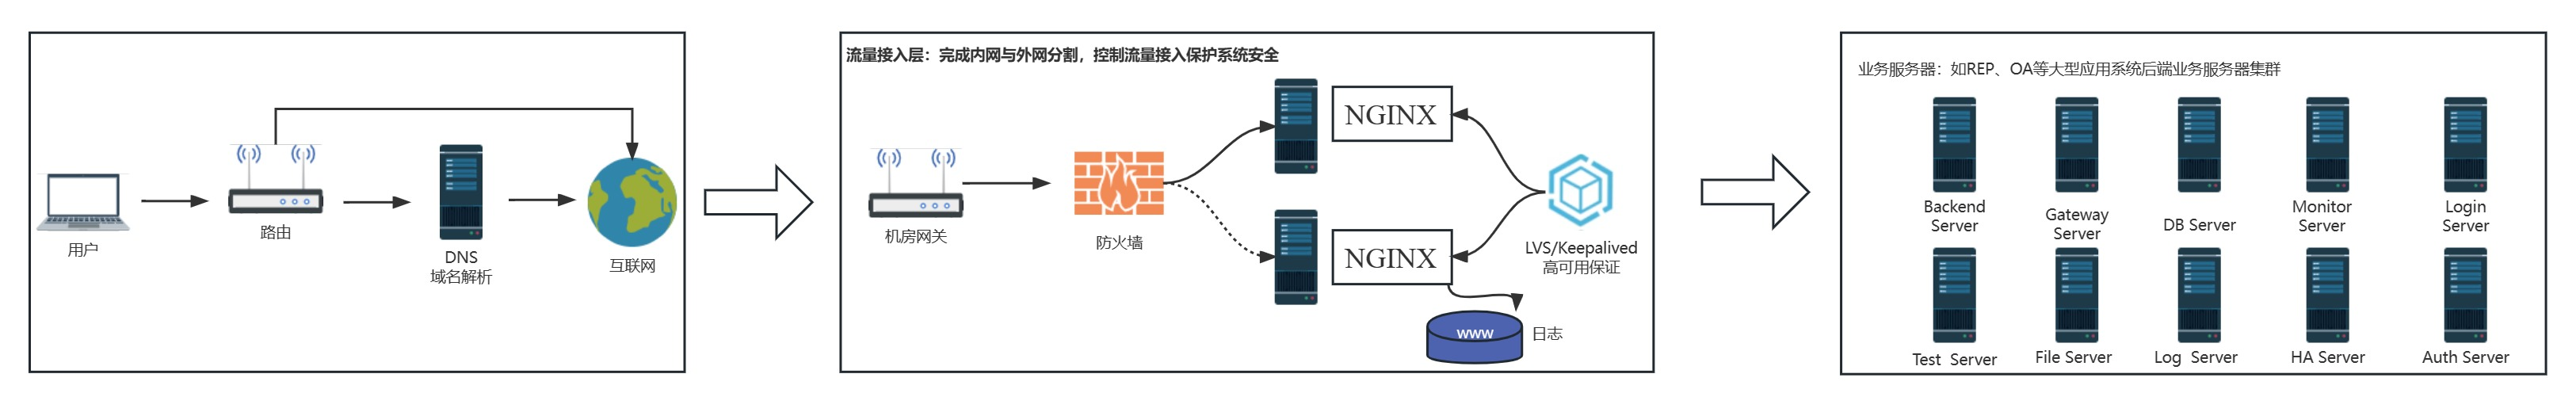 用户
路由
DNS
域名解析
互联网
流量接入层：完成内网与外网分割，控制流量接入保护系统安全
机房网关
防火墙
NGINX
NGINX
LVS/Keepalived
高可用保证
www
日志
业务服务器：如REP、OA等大型应用系统后端业务服务器集群
Backend
Server
Gateway
Server
DB Server
Monitor
Server
Login
Server
Test Server
File Server
Log Server
HA Server
Auth Server